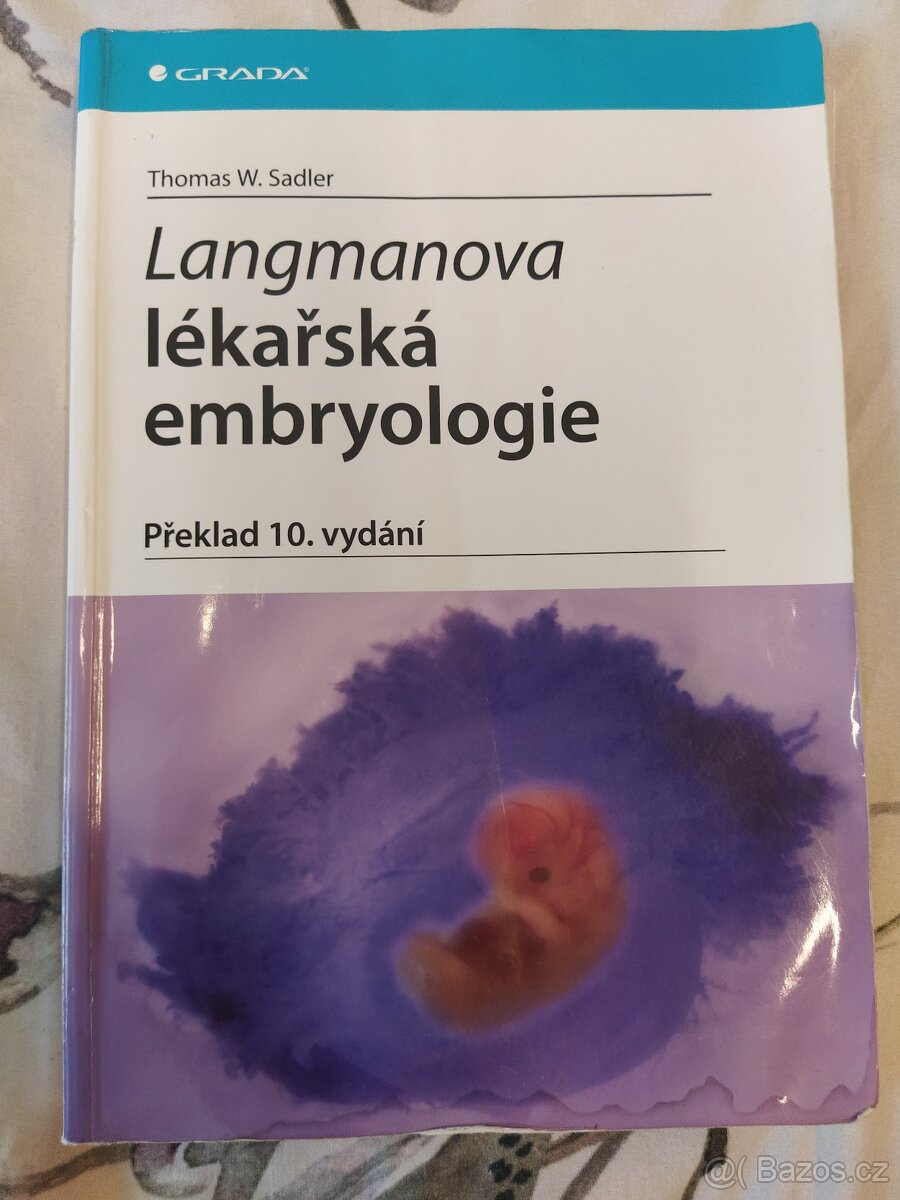 GRADA®
Thomas W. Sadler
Langmanova
lékařská
embryologie
Překlad 10. vydání
@( Bazos.cz